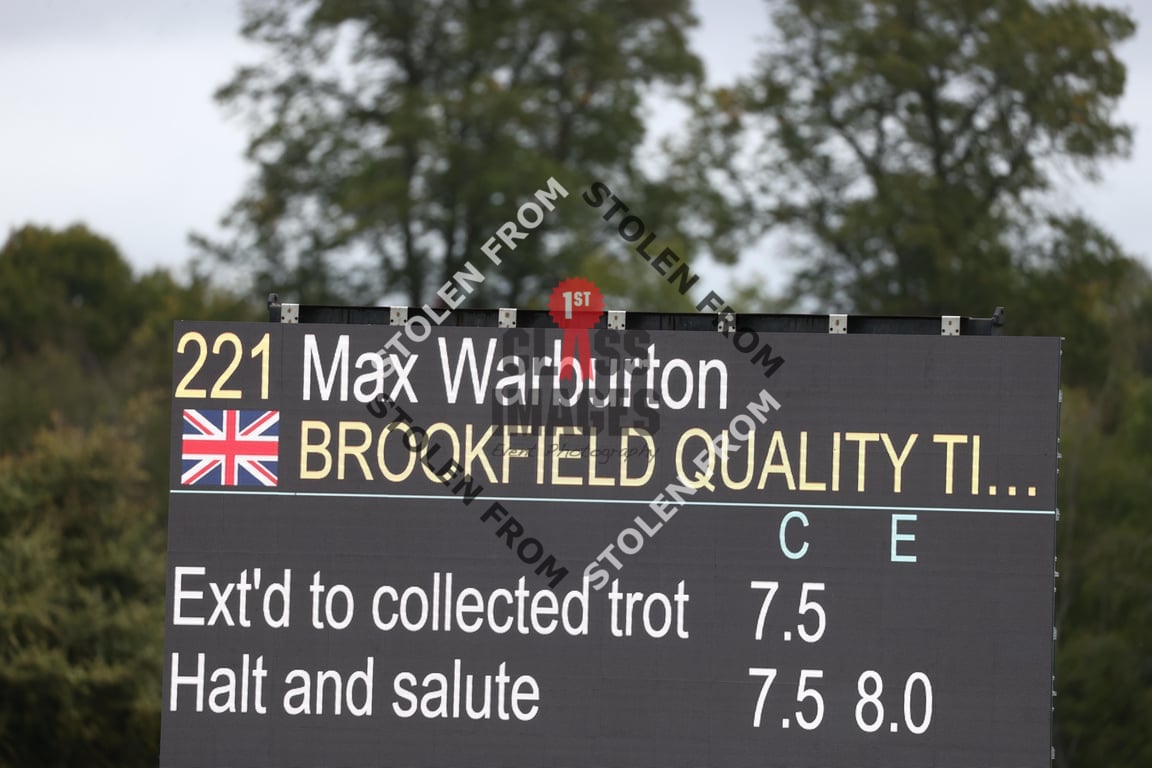 221 Max Warburton
BROOKFIELD QUALITY TI...
C E
Ext'd to collected trot 7.5
Halt and salute 7.5 8.0
STOLEN FROM
STOLEN FROM
STOLEN FROM
STOLEN FROM
1ST
CLASS
IMAGES
Event Photography